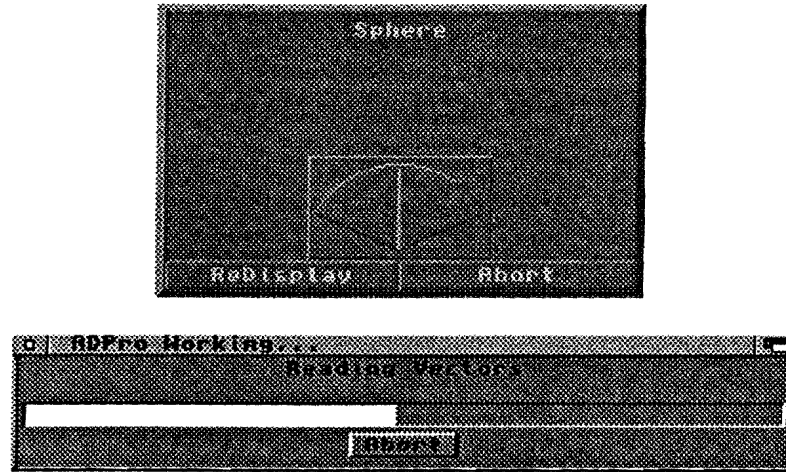 Sphere
ReDisplay Abort
ADPro Working...
Reading Vectors
Abort